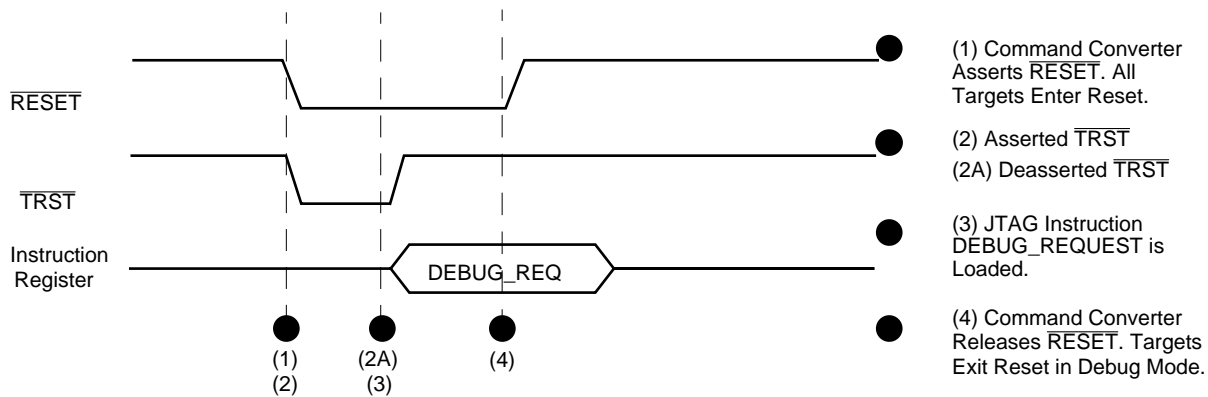 RESET
TRST
Instruction
Register
DEBUG_REQ
(1)
(2)
(2A)
(3)
(4)
(1) Command Converter
Asserts RESET. All
Targets Enter Reset.
(2) Asserted TRST
(2A) Deasserted TRST
(3) JTAG Instruction
DEBUG_REQUEST is
Loaded.
(4) Command Converter
Releases RESET. Targets
Exit Reset in Debug Mode.